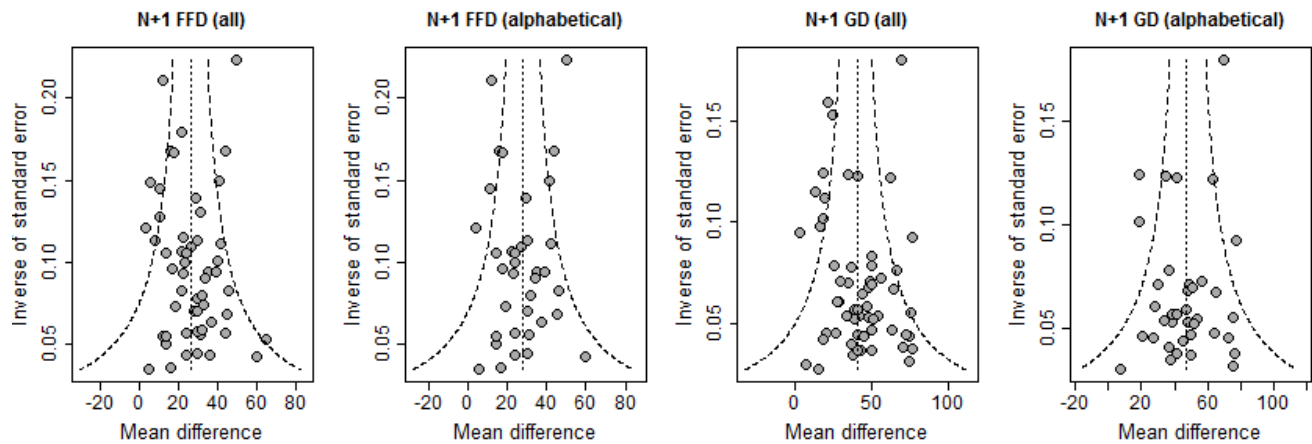 N+1 FFD (all)
Inverse of standard error
0.05 0.10 0.15 0.20
-20 0 20 40 60 80
Mean difference
N+1 FFD (alphabetical)
Inverse of standard error
0.05 0.10 0.15 0.20
-20 0 20 40 60 80
Mean difference
N+1 GD (all)
Inverse of standard error
0.05 0.10 0.15
0 50 100
Mean difference
N+1 GD (alphabetical)
Inverse of standard error
0.05 0.10 0.15
-20 20 60 100
Mean difference